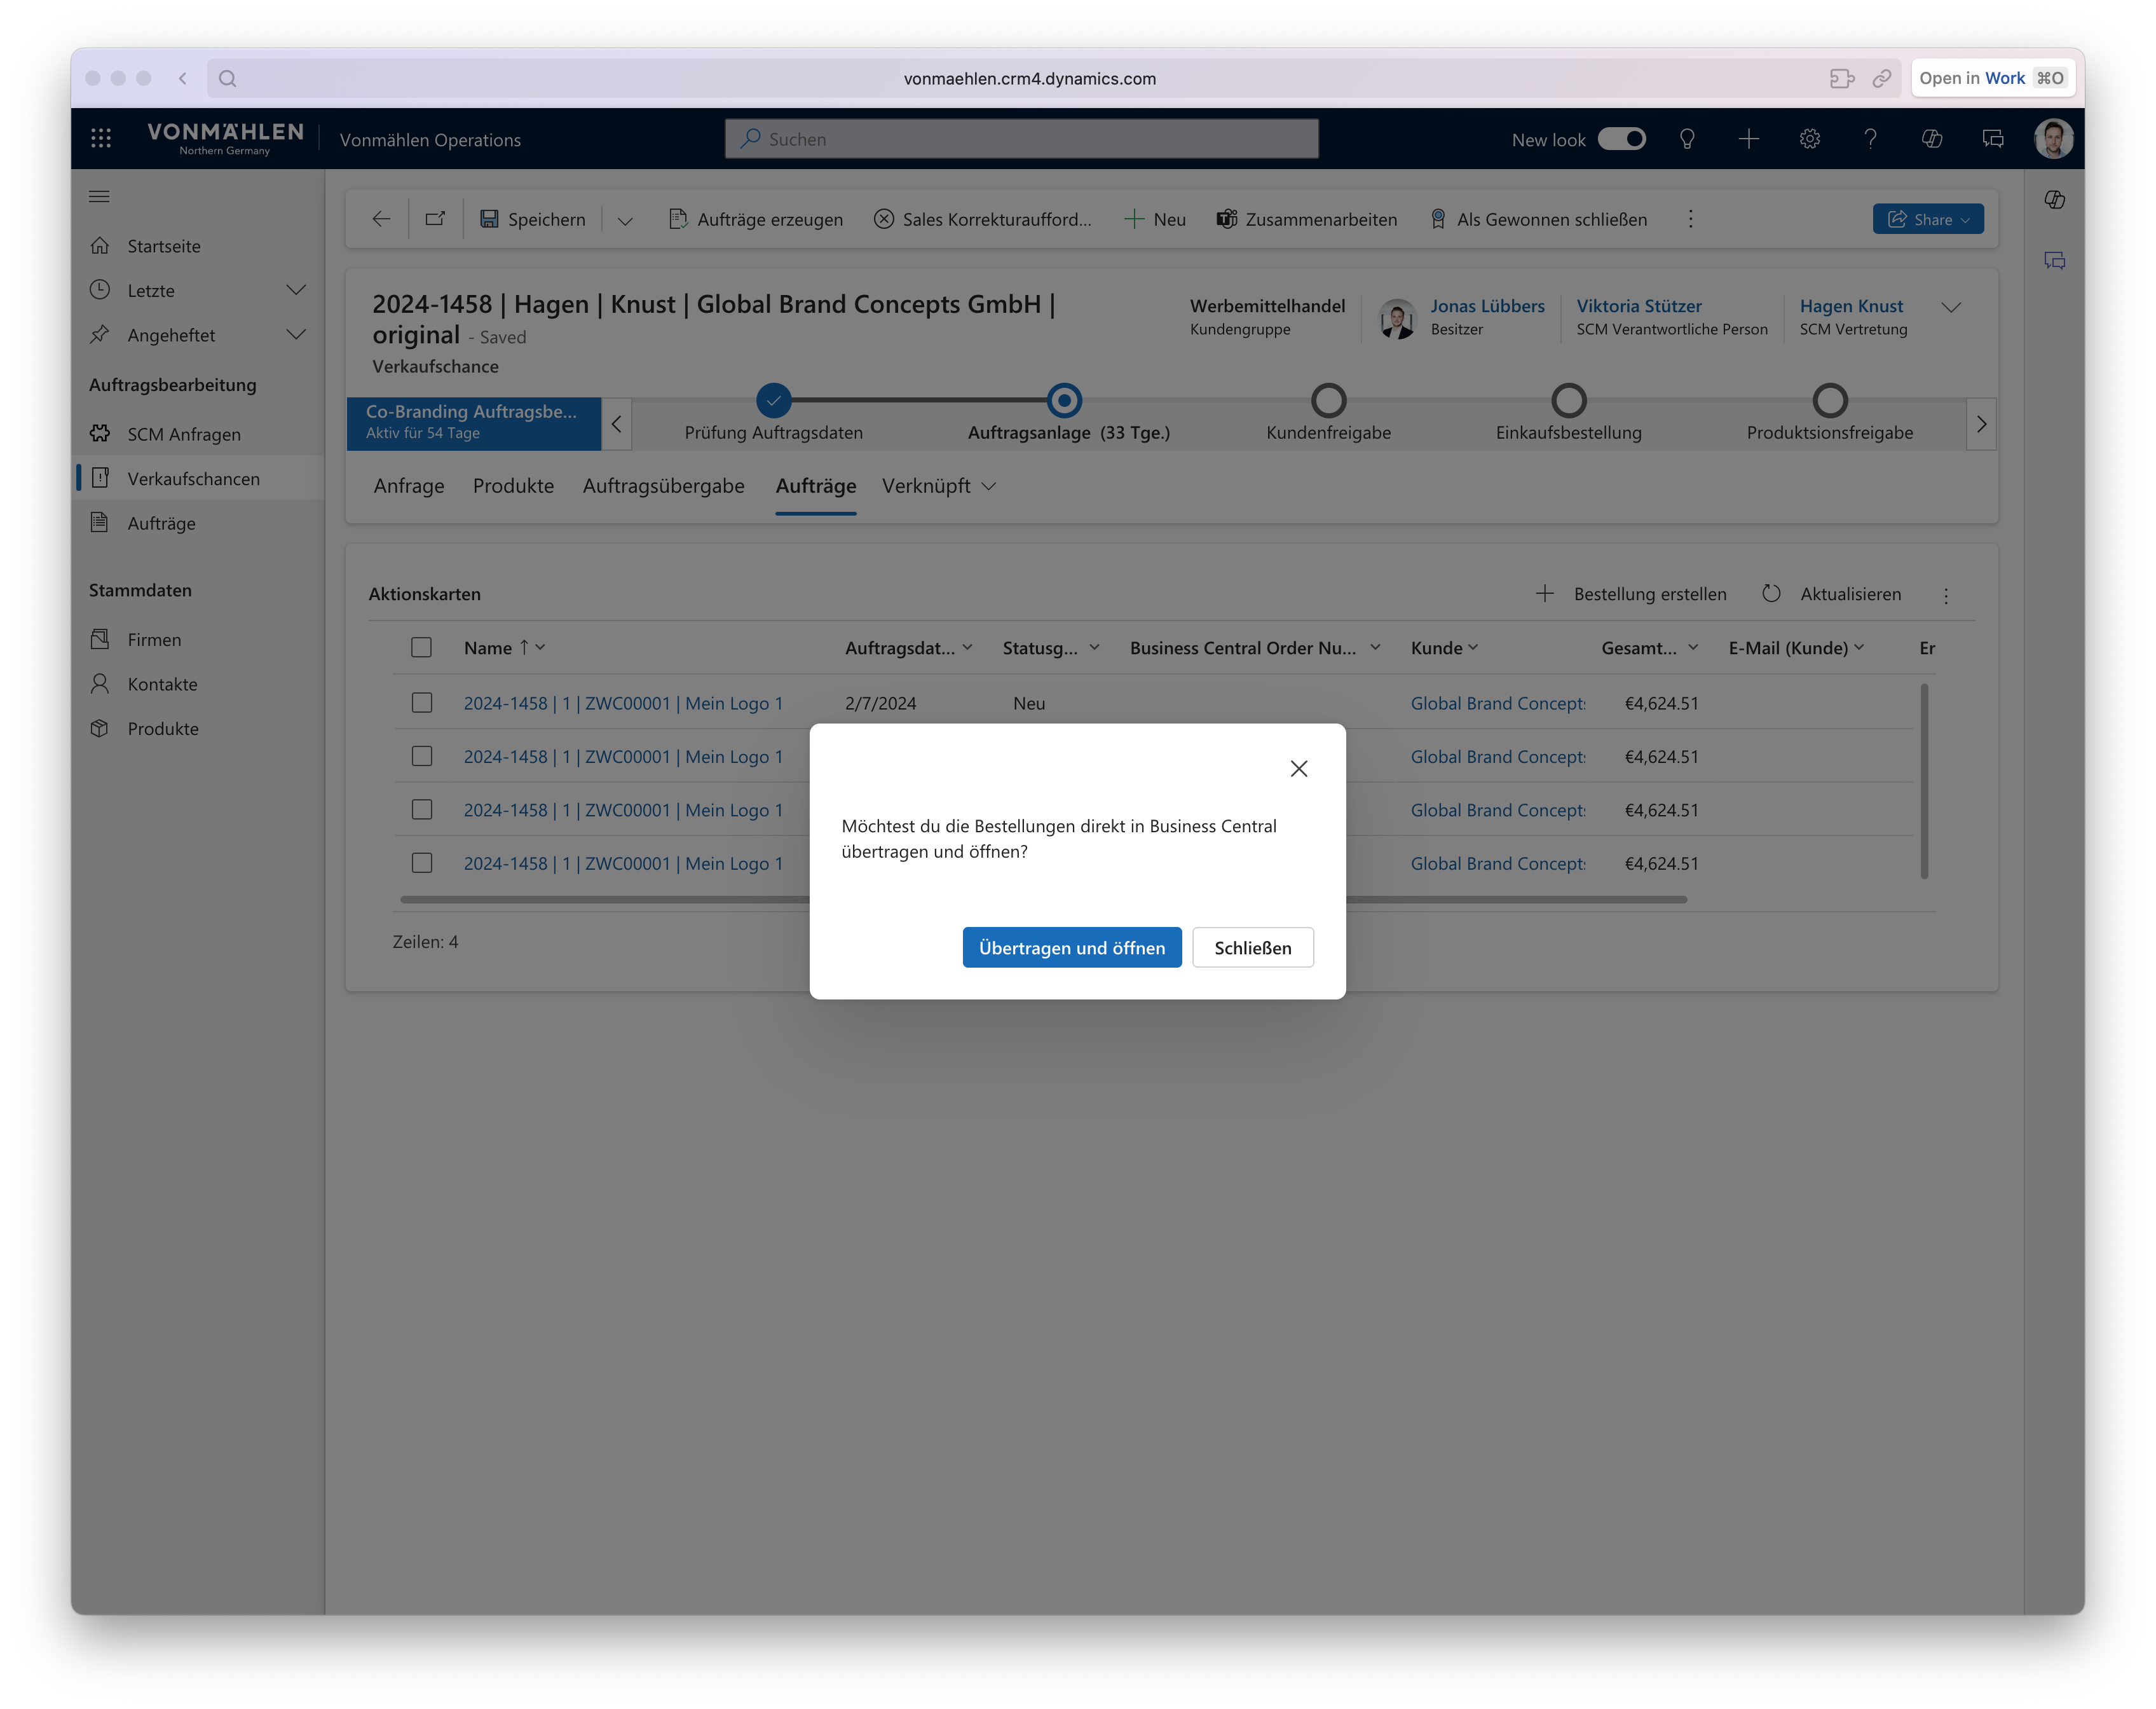 vonmaehlen.crm4.dynamics.com
Open in Work ⌘O
VONMÄHLEN
Northern Germany
Vonmählen Operations
Suchen
New look
Speichern
Aufträge erzeugen
Sales Korrekturaufford...
Neu
Zusammenarbeiten
Als Gewonnen schließen
Share
Startseite
Letzte
Angeheftet
Auftragsbearbeitung
SCM Anfragen
Verkaufschancen
Aufträge
Stammdaten
Firmen
Kontakte
Produkte
2024-1458 | Hagen | Knust | Global Brand Concepts GmbH |
original - Saved
Verkaufschance
Werbemittelhandel
Kundengruppe
Jonas Lübbers
Besitzer
Viktoria Stützer
SCM Verantwortliche Person
Hagen Knust
SCM Vertretung
Co-Branding Auftragsbe...
Aktiv für 54 Tage
Prüfung Auftragsdaten
Auftragsanlage (33 Tge.)
Kundenfreigabe
Einkaufsbestellung
Produktsionsfreigabe
Anfrage Produkte Auftragsübergabe Aufträge Verknüpft
Aktionskarten
Bestellung erstellen
Aktualisieren
Name ↑ Auftragsdat... Statusg... Business Central Order Nu... Kunde Gesamt... E-Mail (Kunde) Er
2024-1458 | 1 | ZWC00001 | Mein Logo 1 2/7/2024 Neu Global Brand Concepts €4,624.51
2024-1458 | 1 | ZWC00001 | Mein Logo 1 Global Brand Concepts €4,624.51
2024-1458 | 1 | ZWC00001 | Mein Logo 1 Global Brand Concepts €4,624.51
2024-1458 | 1 | ZWC00001 | Mein Logo 1 Global Brand Concepts €4,624.51
Zeilen: 4
Möchtest du die Bestellungen direkt in Business Central
übertragen und öffnen?
Übertragen und öffnen
Schließen